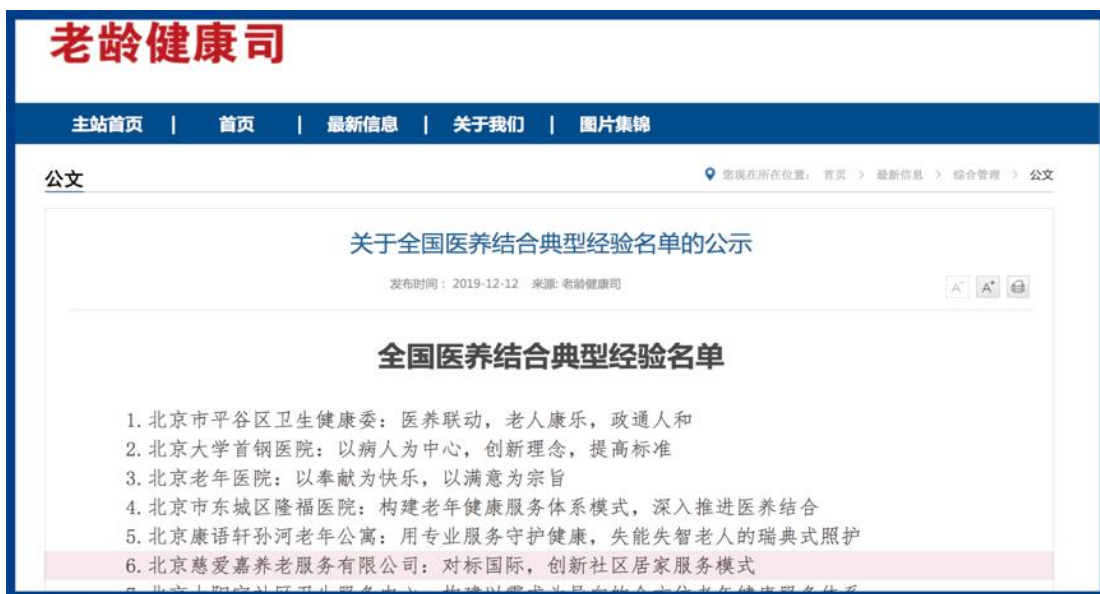 老龄健康司
主站首页 | 首页 | 最新信息 | 关于我们 | 图片集锦
公文
您现在所在位置： 首页 > 最新信息 > 综合管理 > 公文
关于全国医养结合典型经验名单的公示
发布时间： 2019-12-12 来源: 老龄健康司
A- A+
全国医养结合典型经验名单
1. 北京市平谷区卫生健康委：医养联动，老人康乐，政通人和
2. 北京大学首钢医院：以病人为中心，创新理念，提高标准
3. 北京老年医院：以奉献为快乐，以满意为宗旨
4. 北京市东城区隆福医院：构建老年健康服务体系模式，深入推进医养结合
5. 北京康语轩孙河老年公寓：用专业服务守护健康，失能失智老人的瑞典式照护
6. 北京慈爱嘉养老服务有限公司：对标国际，创新社区居家服务模式